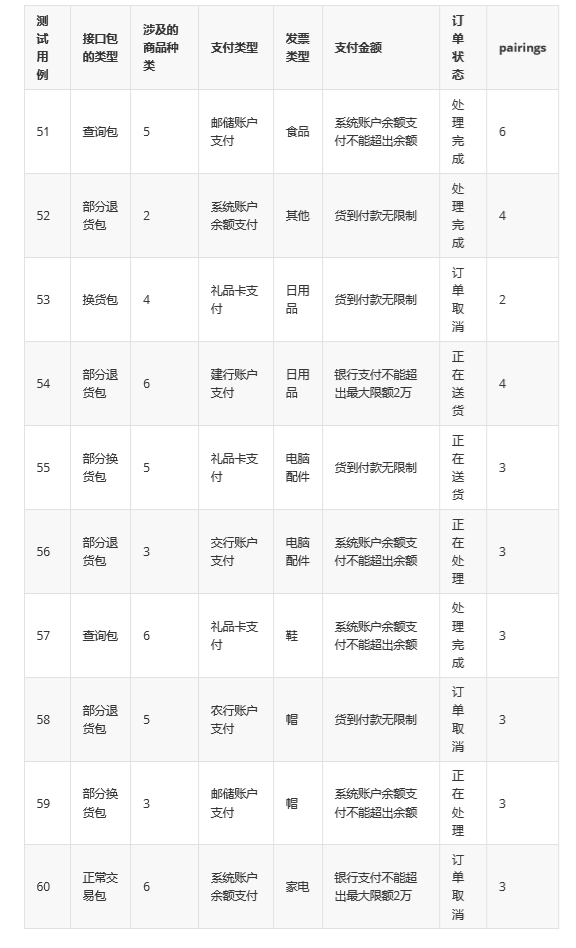 测试用例 接口包的类型 涉及的商品种类 支付类型 发票类型 支付金额 订单状态 pairings
51 查询包 5 邮储账户支付 食品 系统账户余额支付不能超出余额 处理完成 6
52 部分退货包 2 系统账户余额支付 其他 货到付款无限制 处理完成 4
53 换货包 4 礼品卡支付 日用品 货到付款无限制 订单取消 2
54 部分退货包 6 建行账户支付 日用品 银行支付不能超出最大限额2万 正在送货 4
55 部分换货包 5 礼品卡支付 电脑配件 货到付款无限制 正在送货 3
56 部分退货包 3 交行账户支付 电脑配件 系统账户余额支付不能超出余额 正在处理 3
57 查询包 6 礼品卡支付 鞋 系统账户余额支付不能超出余额 处理完成 3
58 部分退货包 5 农行账户支付 帽 货到付款无限制 订单取消 3
59 部分换货包 3 邮储账户支付 帽 系统账户余额支付不能超出余额 正在处理 3
60 正常交易包 6 系统账户余额支付 家电 银行支付不能超出最大限额2万 订单取消 3